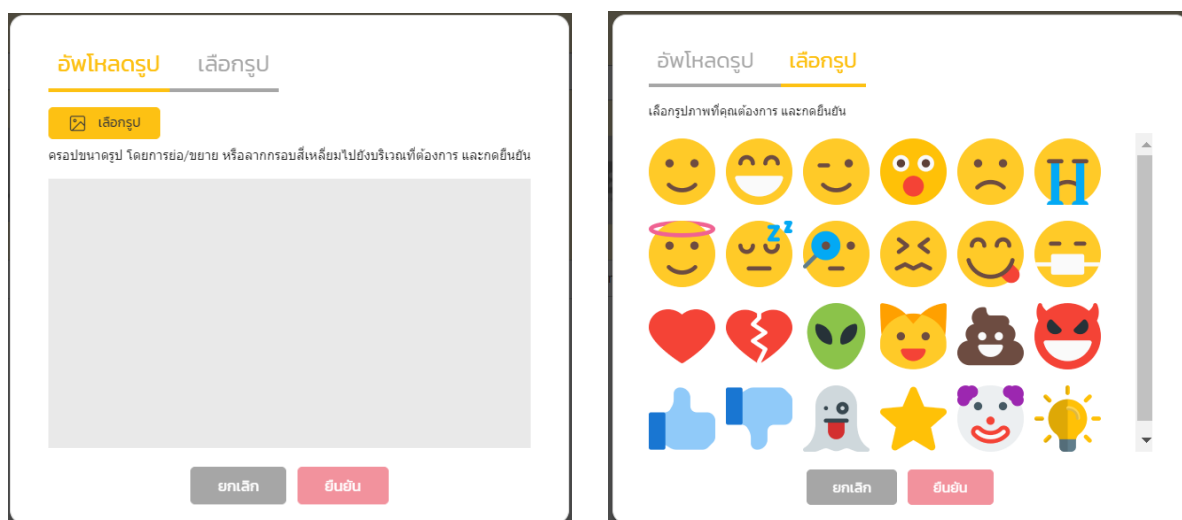 อัพโหลดรูป เลือกรูป
เลือกรูป
ครอปขนาดรูป โดยการย่อ/ขยาย หรือลากกรอบสี่เหลี่ยมไปยังบริเวณที่ต้องการ และกดยืนยัน
ยกเลิก ยืนยัน
อัพโหลดรูป เลือกรูป
เลือกรูปภาพที่คุณต้องการ และกดยืนยัน
z z
ยกเลิก ยืนยัน